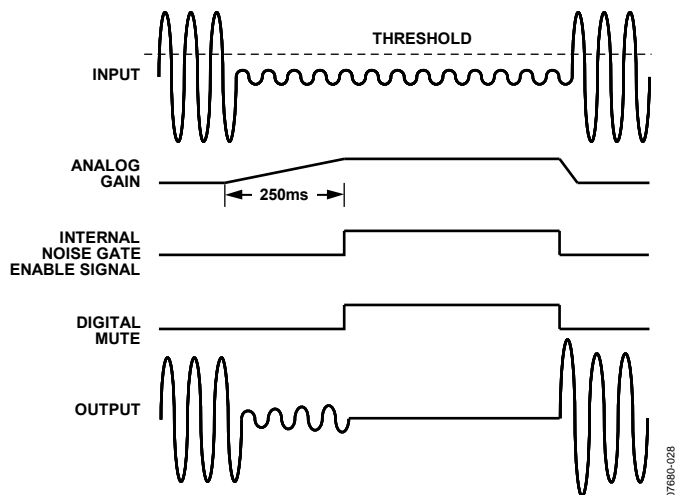 THRESHOLD
INPUT
ANALOG
GAIN
250ms
INTERNAL
NOISE GATE
ENABLE SIGNAL
DIGITAL
MUTE
OUTPUT
07680-028